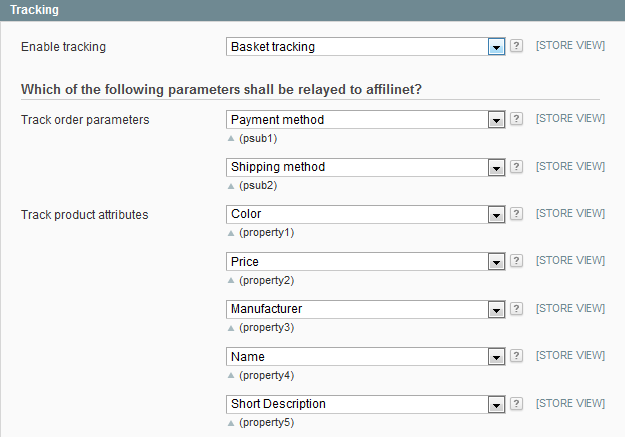 Tracking
Enable tracking Basket tracking ? [STORE VIEW]
Which of the following parameters shall be relayed to affilinet?
Track order parameters Payment method ? [STORE VIEW]
▲ (psub1)
Shipping method ? [STORE VIEW]
▲ (psub2)
Track product attributes Color ? [STORE VIEW]
▲ (property1)
Price ? [STORE VIEW]
▲ (property2)
Manufacturer ? [STORE VIEW]
▲ (property3)
Name ? [STORE VIEW]
▲ (property4)
Short Description ? [STORE VIEW]
▲ (property5)